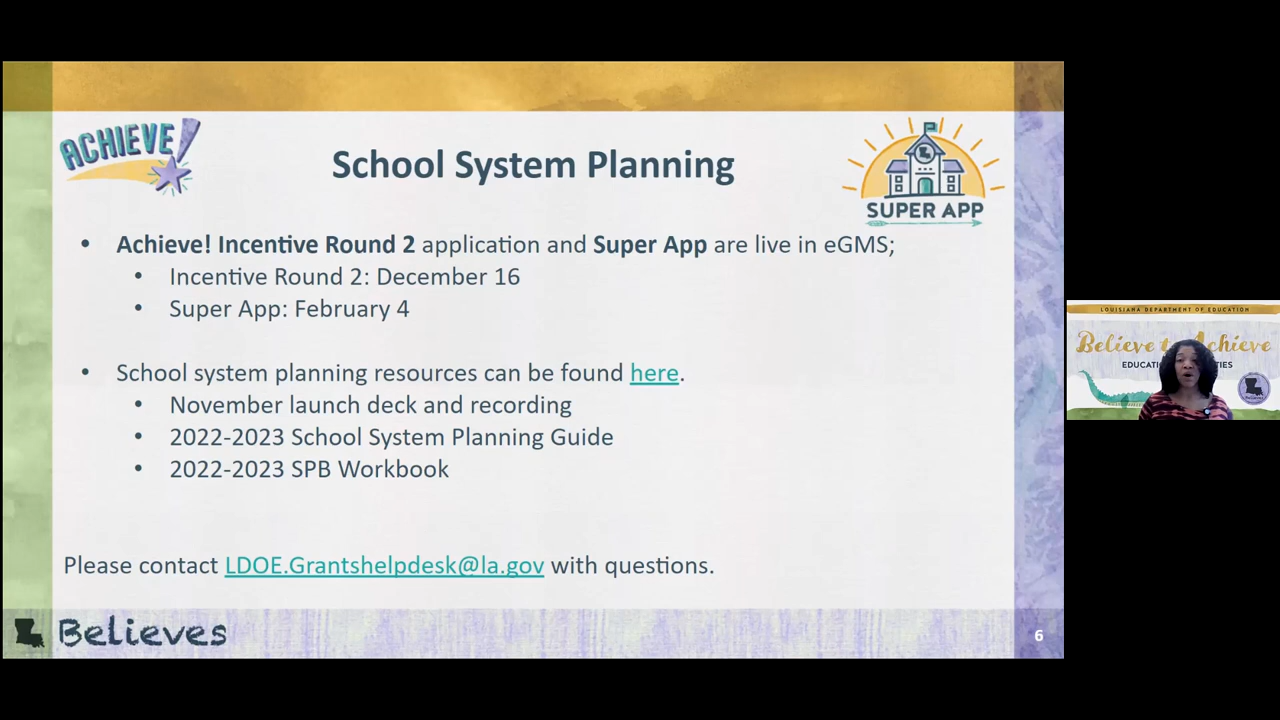 ACHIEVE!
School System Planning
SUPER APP
• Achieve! Incentive Round 2 application and Super App are live in eGMS;
• Incentive Round 2: December 16
• Super App: February 4
• School system planning resources can be found here.
• November launch deck and recording
• 2022-2023 School System Planning Guide
• 2022-2023 SPB Workbook
Please contact LDOE.Grantshelpdesk@la.gov with questions.
Believes
6
LOUISIANA DEPARTMENT OF EDUCATION
Believe Achieve